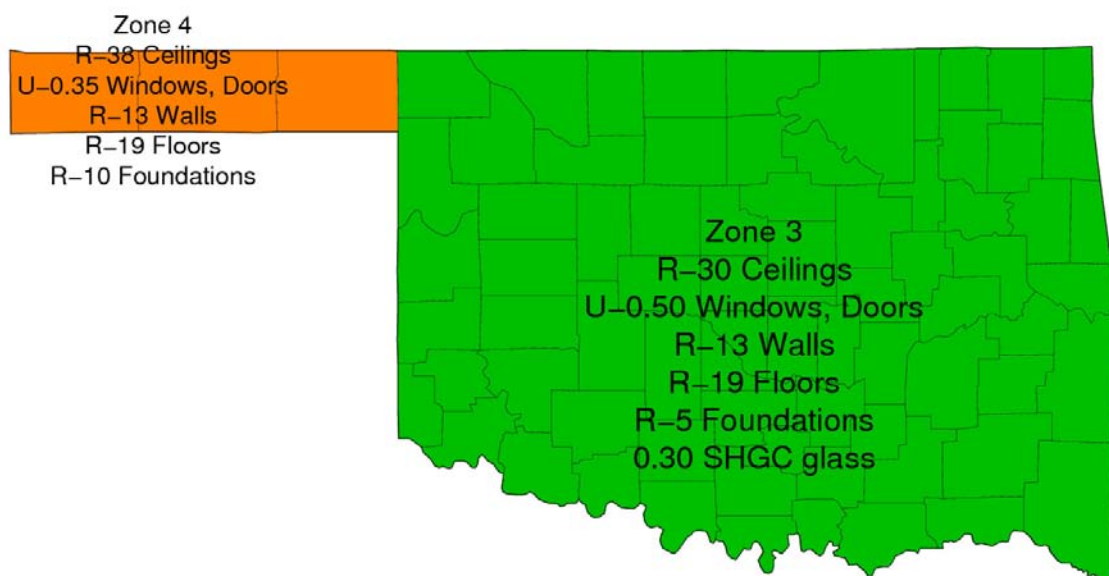 Zone 4
R–38 Ceilings
U–0.35 Windows, Doors
R–13 Walls
R–19 Floors
R–10 Foundations
Zone 3
R–30 Ceilings
U–0.50 Windows, Doors
R–13 Walls
R–19 Floors
R–5 Foundations
0.30 SHGC glass